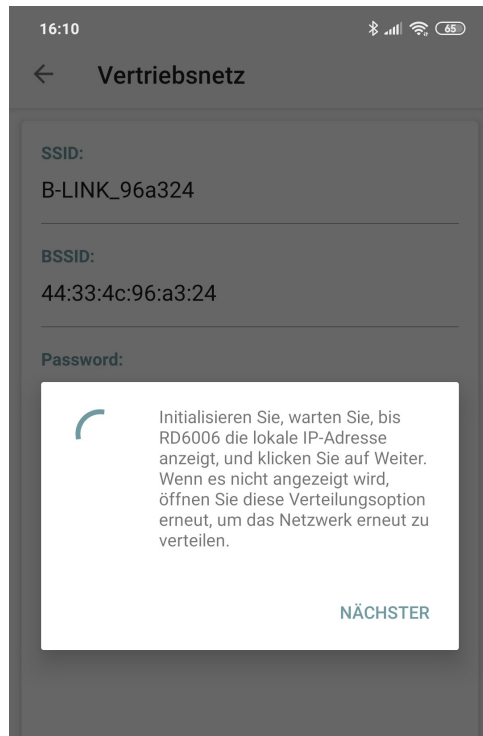 16:10
65
Vertriebsnetz
SSID:
B-LINK_96a324
BSSID:
44:33:4c:96:a3:24
Password:
Initialisieren Sie, warten Sie, bis
RD6006 die lokale IP-Adresse
anzeigt, und klicken Sie auf Weiter.
Wenn es nicht angezeigt wird,
öffnen Sie diese Verteilungsoption
erneut, um das Netzwerk erneut zu
verteilen.
NÄCHSTER